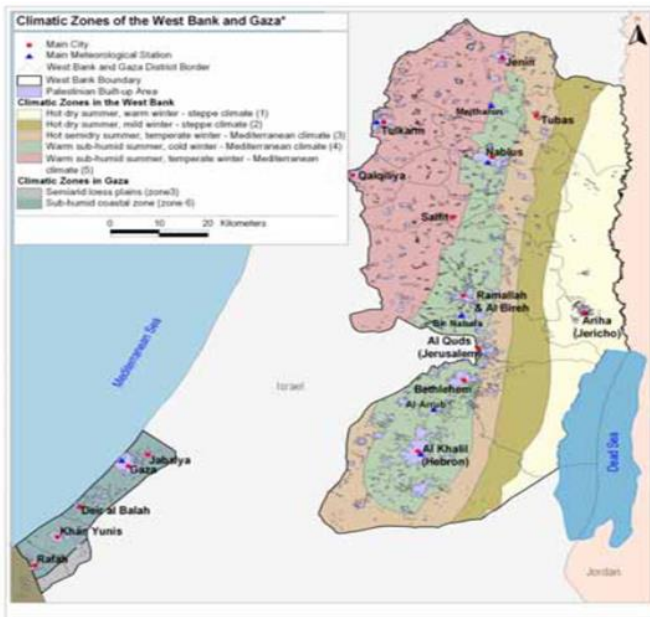 Climatic Zones of the West Bank and Gaza*
Main City
Main Meteorological Station
West Bank and Gaza District Border
West Bank Boundary
Palestinian Built-up Area
Climatic Zones in the West Bank
Hot dry summer, warm winter - steppe climate (1)
Hot dry summer, mild winter - steppe climate (2)
Hot semidry summer, temperate winter - Mediterranean climate (3)
Warm sub-humid summer, cold winter - Mediterranean climate (4)
Warm sub-humid summer, temperate winter - Mediterranean
climate (5)
Climatic Zones in Gaza
Semiarid loess plains (zone3)
Sub-humid coastal zone (zone 6)
0 10 20 Kilometers
Jenin
Meithalun
Tubas
Tulkarm
Nablus
Qalqiliya
Salfit
Ramallah
& Al Bireh
Bir Nabala
Ariha
(Jericho)
Al Quds
(Jerusalem)
Mediterranean Sea
Israel
Bethlehem
Al-Arrub
Dead Sea
Al Khalil
(Hebron)
Jabalya
Gaza
Deir al Balah
Khan Yunis
Rafah
Jordan